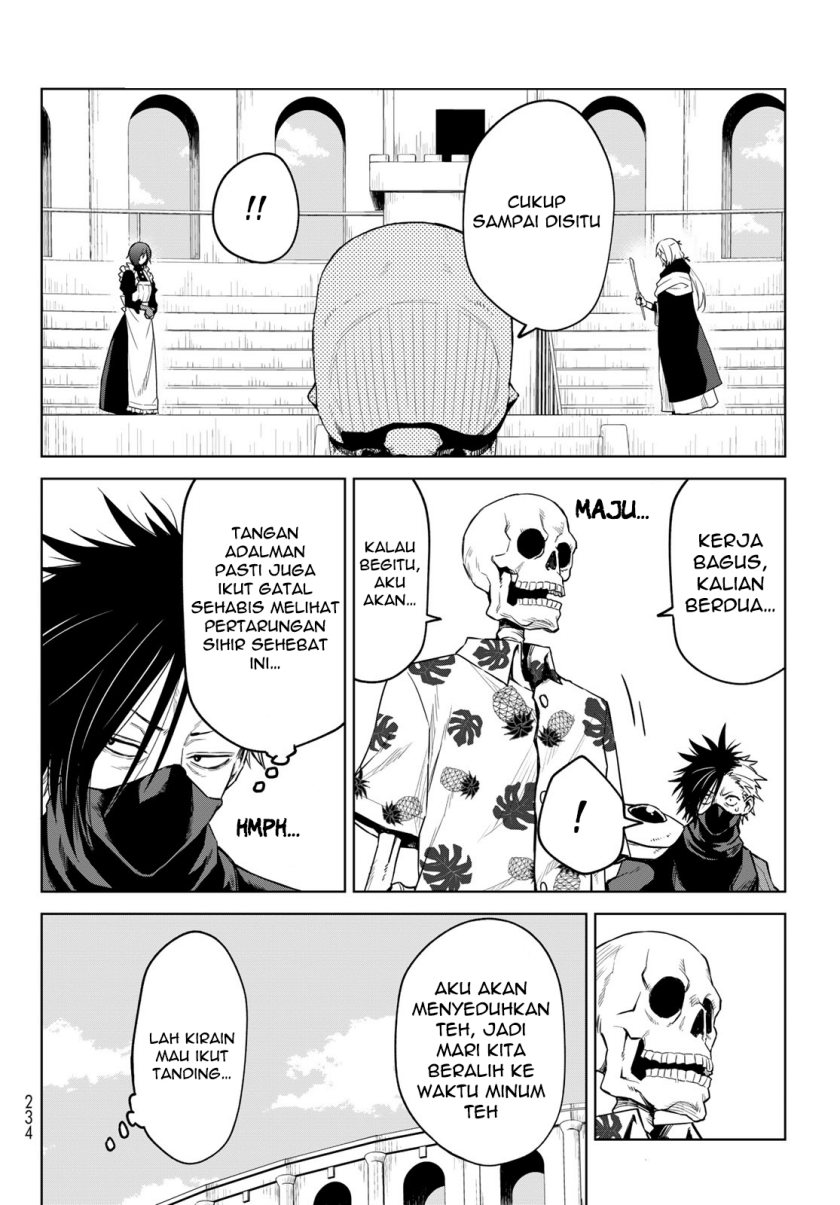 CUKUP
SAMPAI DISITU
!!
KERJA
BAGUS,
KALIAN
BERDUA...
MAJU...
KALAU
BEGITU,
AKU
AKAN...
!
TANGAN
ADALMAN
PASTI JUGA
IKUT GATAL
SEHABIS MELIHAT
PERTARUNGAN
SIHIR SEHEBAT
INI...
HMPH...
AKU AKAN
MENYEDUHKAN
TEH, JADI
MARI KITA
BERALIH KE
WAKTU MINUM
TEH
LAH KIRAIN
MAU IKUT
TANDING...
234